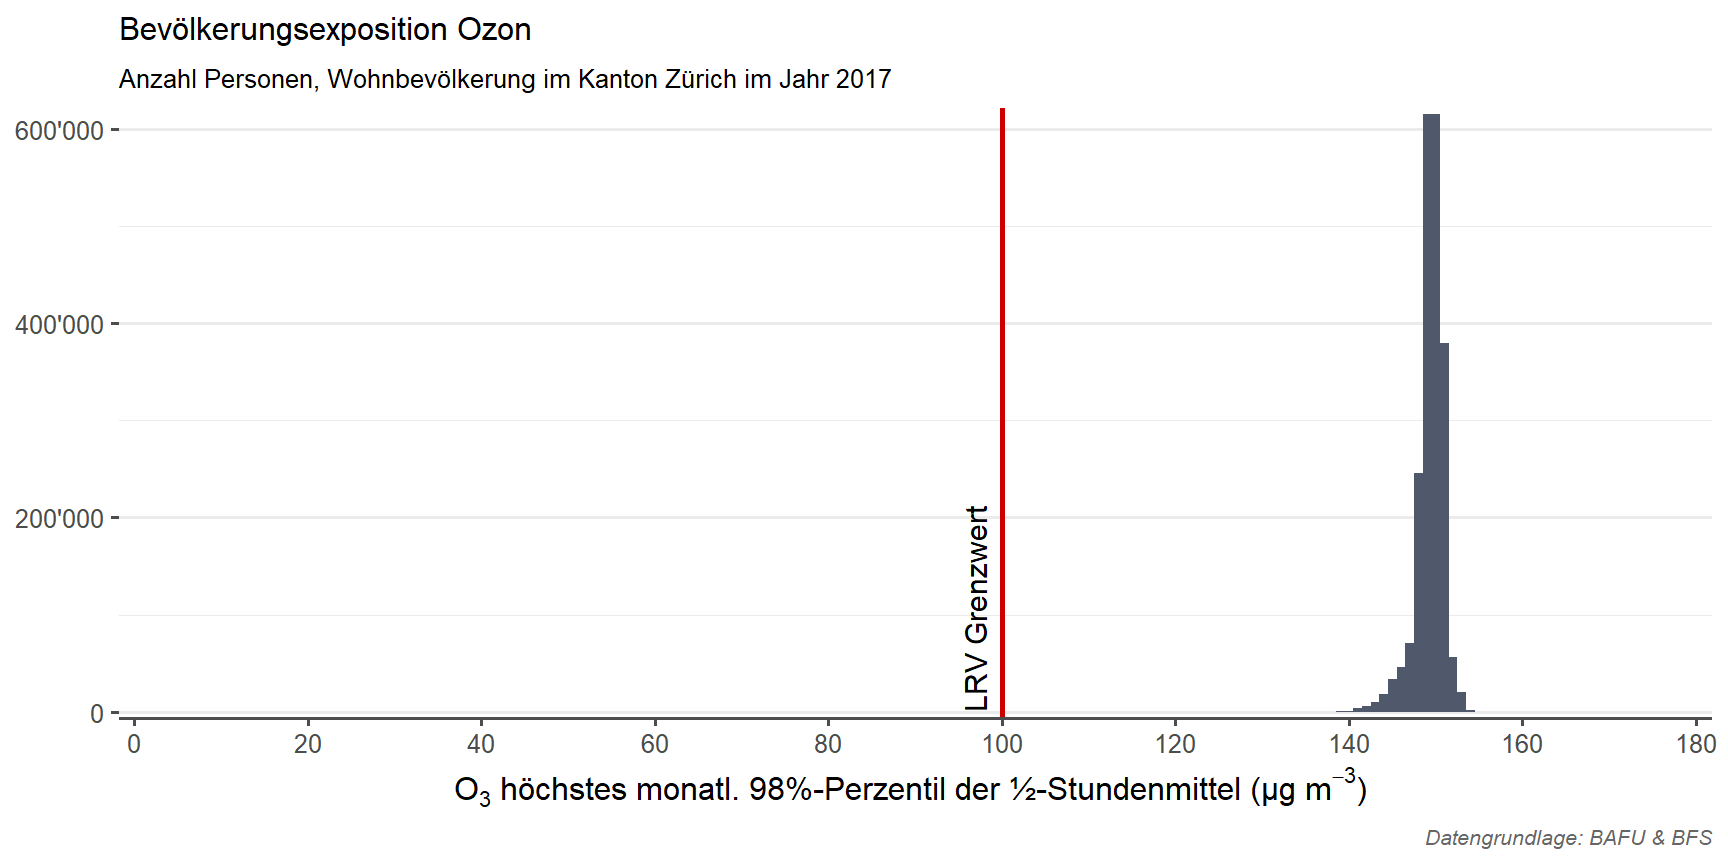 Bevölkerungsexposition Ozon
Anzahl Personen, Wohnbevölkerung im Kanton Zürich im Jahr 2017
600'000
400'000
200'000
0
LRV Grenzwert
0 20 40 60 80 100 120 140 160 180
O₃ höchstes monatl. 98%-Perzentil der ½-Stundenmittel (µg m⁻³)
Datengrundlage: BAFU & BFS